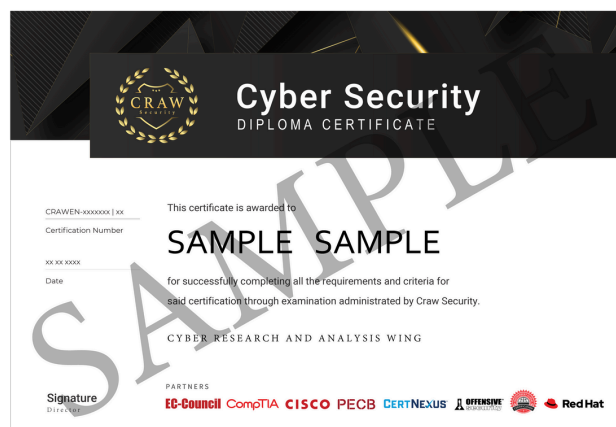 CRAW
Security
Cyber Security
DIPLOMA CERTIFICATE
CRAWEN-xxxxxxx | xx
Certification Number
xx xx xxxx
Date
This certificate is awarded to
SAMPLE SAMPLE
for successfully completing all the requirements and criteria for
said certification through examination administrated by Craw Security.
CYBER RESEARCH AND ANALYSIS WING
SAMPLE
Signature
Director
PARTNERS
EC-Council CompTIA CISCO PECB CERTNEXUS OFFENSIVE security Red Hat